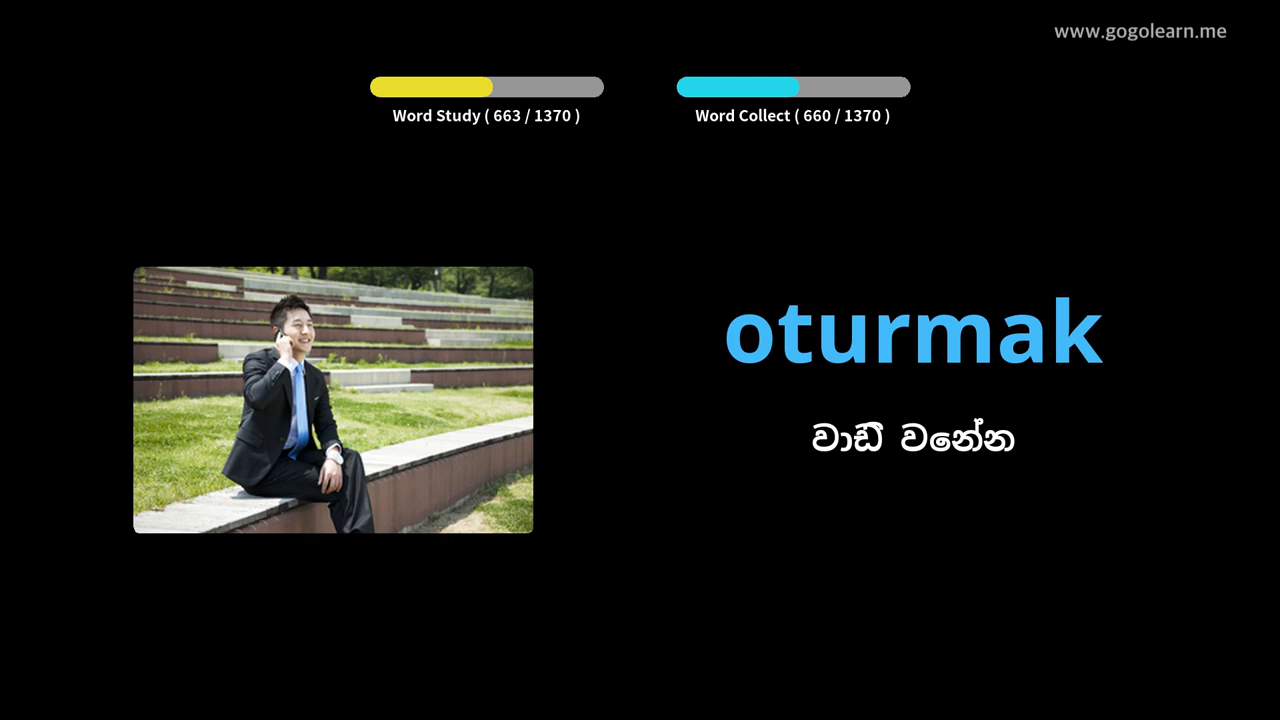 www.gogolearn.me
Word Study ( 663 / 1370 )
Word Collect ( 660 / 1370 )
oturmak
වාඩි වනේන